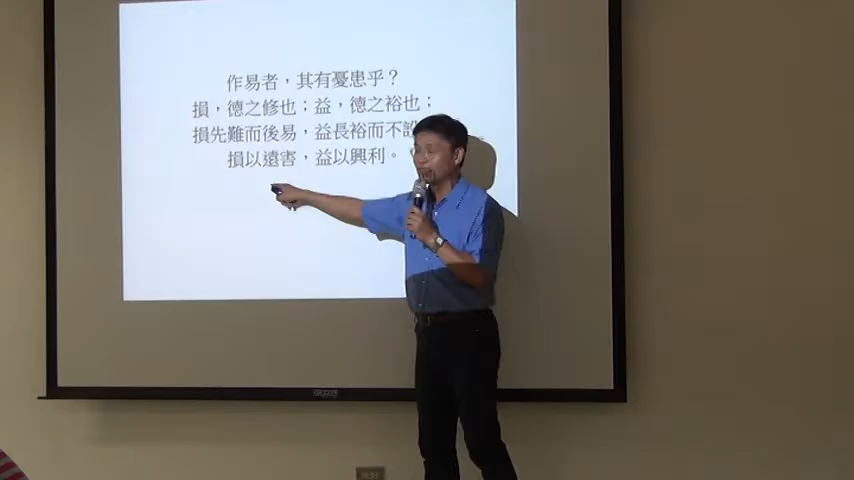 作易者，其有憂患乎？
損，德之修也；益，德之裕也；
損先難而後易，益長裕而不設
損以遠害，益以興利。